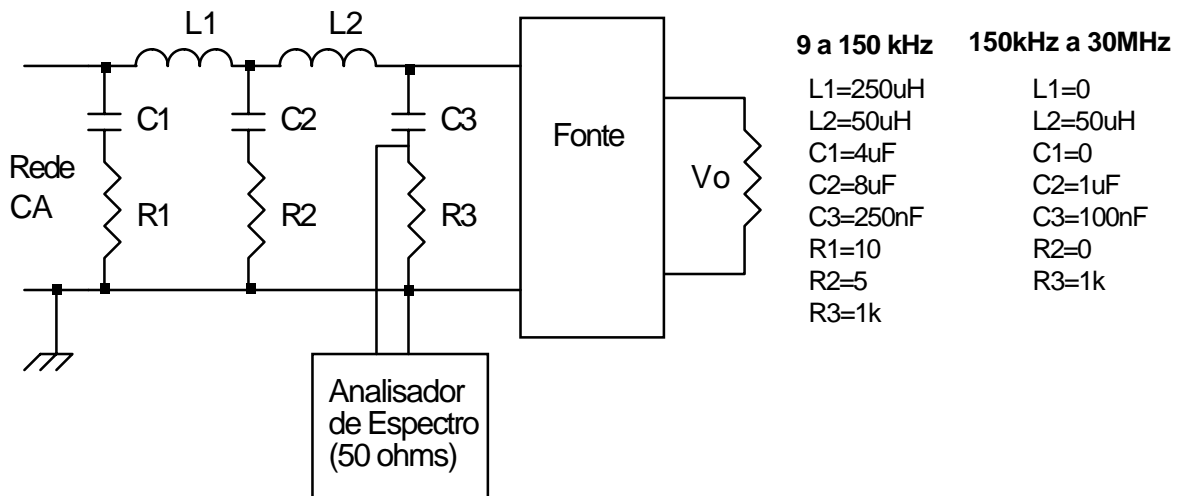 L1
L2
C1
C2
C3
Rede
CA
R1
R2
R3
Fonte
Vo
Analisador
de Espectro
(50 ohms)
9 a 150 kHz
L1=250uH
L2=50uH
C1=4uF
C2=8uF
C3=250nF
R1=10
R2=5
R3=1k
150kHz a 30MHz
L1=0
L2=50uH
C1=0
C2=1uF
C3=100nF
R2=0
R3=1k